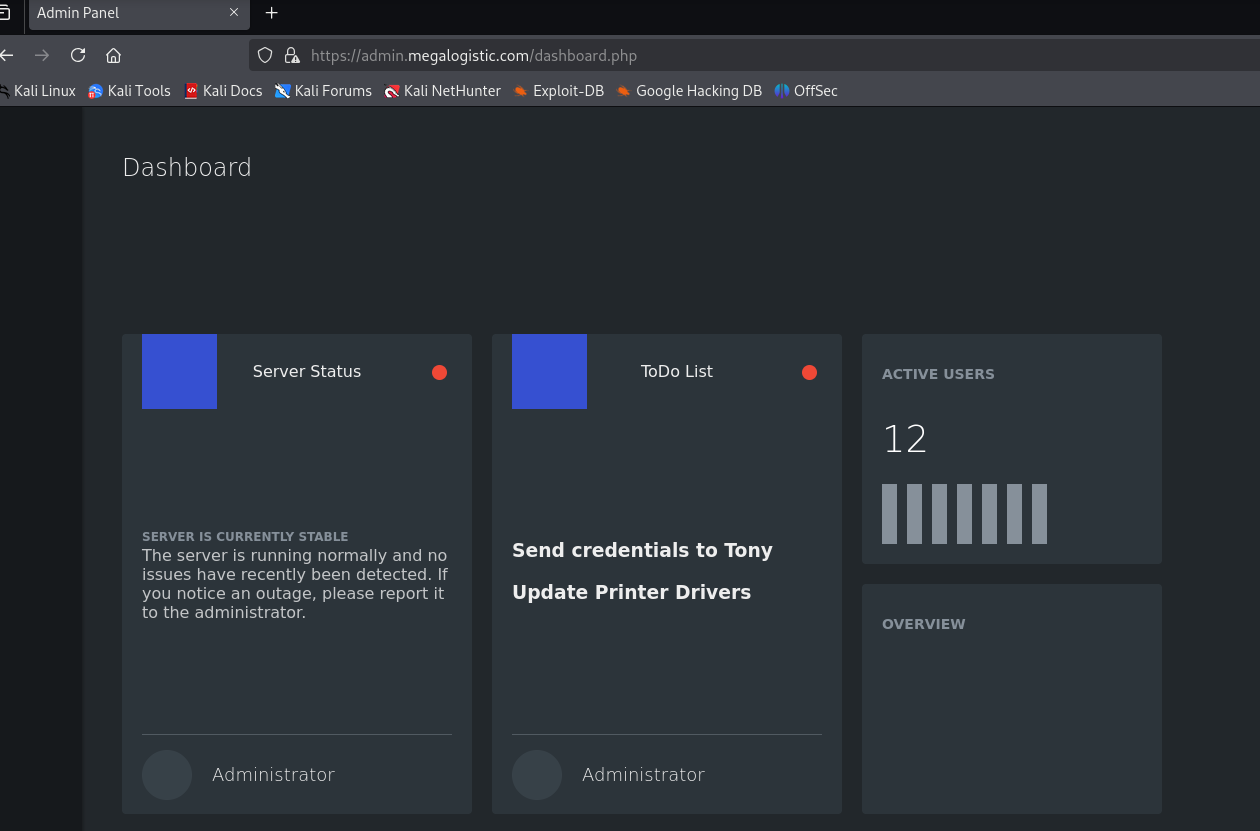 Admin Panel
https://admin.megalogistic.com/dashboard.php
Kali Linux Kali Tools Kali Docs Kali Forums Kali NetHunter Exploit-DB Google Hacking DB OffSec
Dashboard
Server Status
SERVER IS CURRENTLY STABLE
The server is running normally and no
issues have recently been detected. If
you notice an outage, please report it
to the administrator.
Administrator
ToDo List
Send credentials to Tony
Update Printer Drivers
Administrator
ACTIVE USERS
12
OVERVIEW